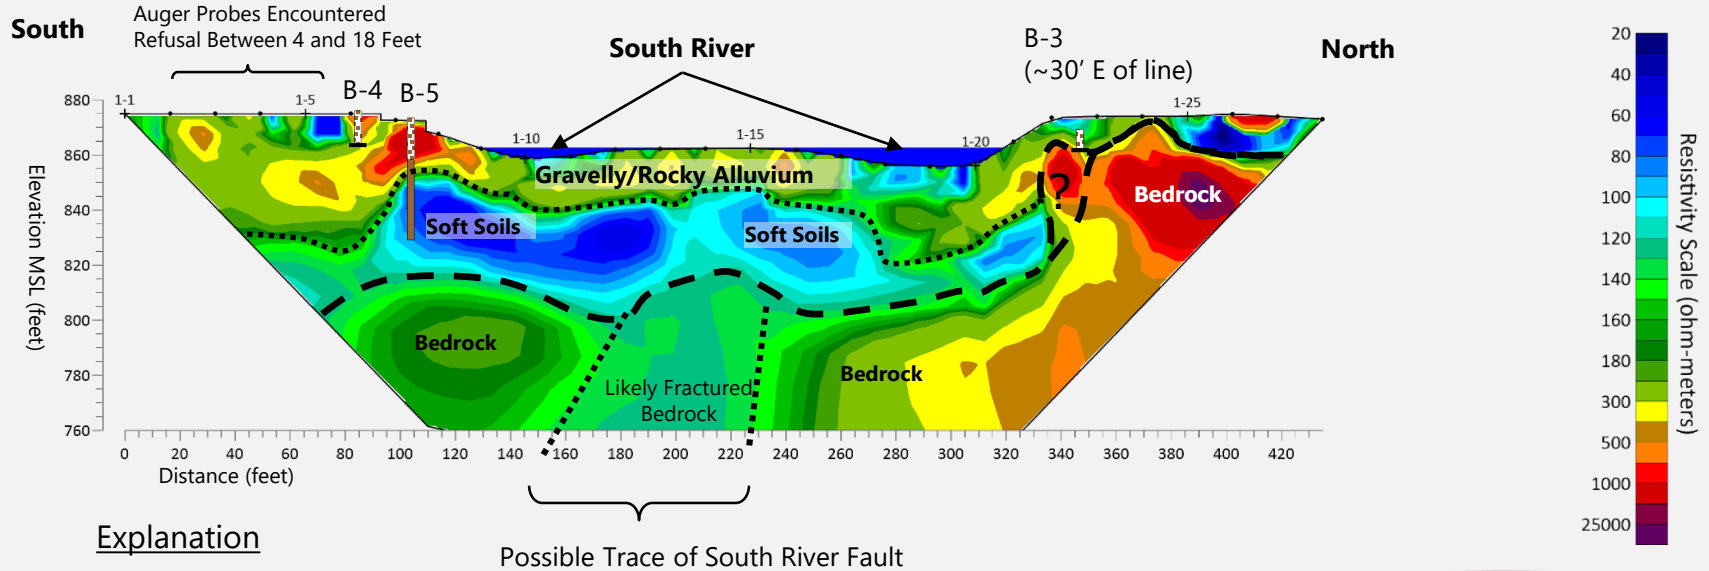 South
Auger Probes Encountered
Refusal Between 4 and 18 Feet
B-4
B-5
South River
B-3
(~30' E of line)
North
1-1
1-5
1-10
1-15
1-20
1-25
880
860
840
820
800
780
760
Elevation MSL (feet)
Gravelly/Rocky Alluvium
Soft Soils
Soft Soils
?
Bedrock
Bedrock
Likely Fractured
Bedrock
Bedrock
0 20 40 60 80 100 120 140 160 180 200 220 240 260 280 300 320 340 360 380 400 420
Distance (feet)
Explanation
Possible Trace of South River Fault
20
40
60
80
100
120
140
160
180
300
500
1000
25000
Resistivity Scale (ohm-meters)